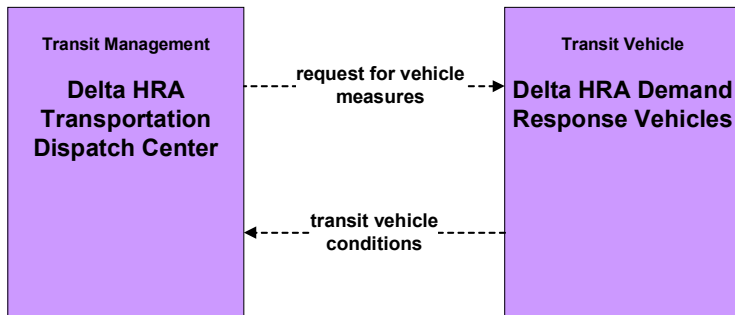 Transit Management
Delta HRA
Transportation
Dispatch Center
request for vehicle
measures
Transit Vehicle
Delta HRA Demand
Response Vehicles
transit vehicle
conditions